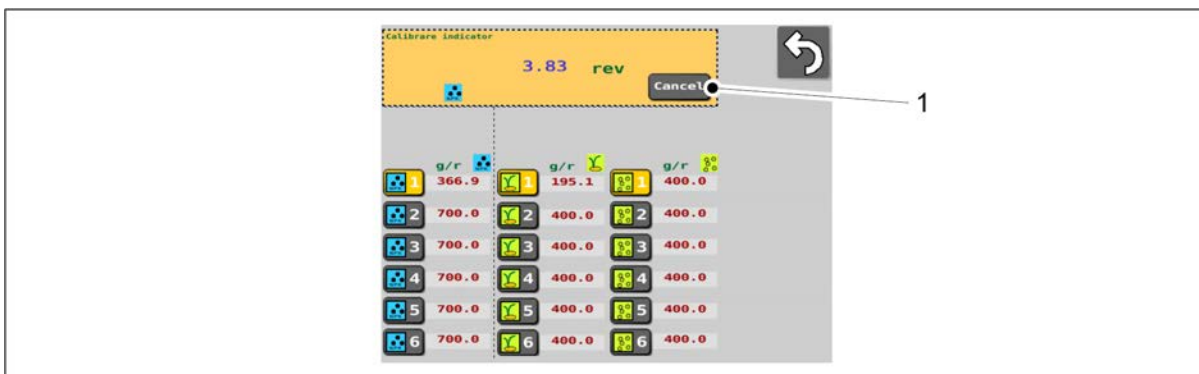 Calibrare indicator
3.83 rev
Cancel
1
g/r g/r g/r
1 366.9 1 195.1 1 400.0
2 700.0 2 400.0 2 400.0
3 700.0 3 400.0 3 400.0
4 700.0 4 400.0 4 400.0
5 700.0 5 400.0 5 400.0
6 700.0 6 400.0 6 400.0